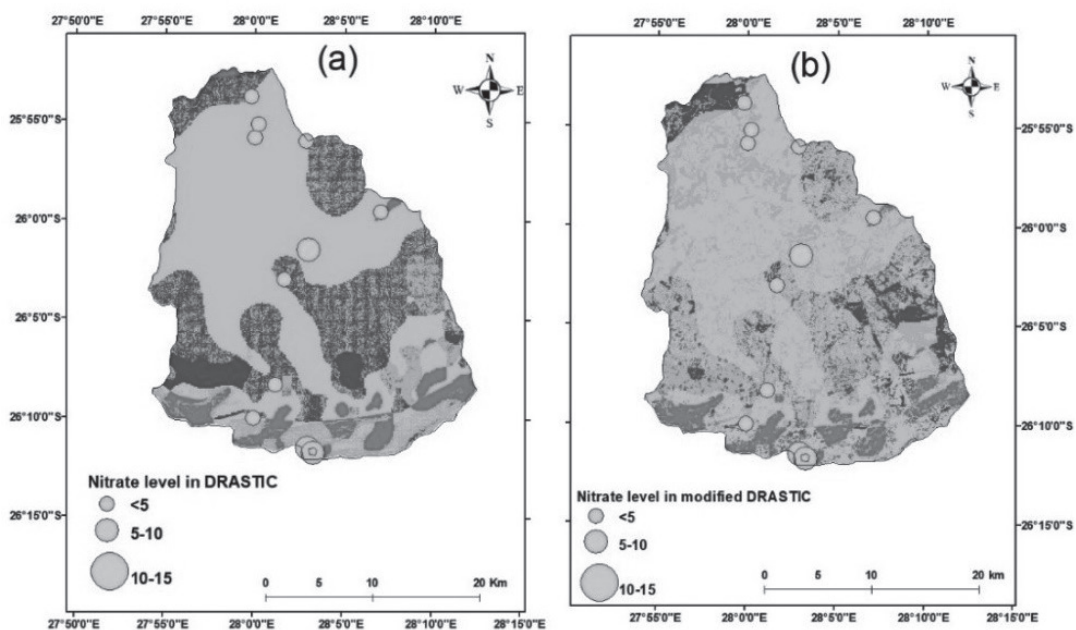 27°50'0"E 27°55'0"E 28°0'0"E 28°5'0"E 28°10'0"E
27°55'0"E 28°0'0"E 28°5'0"E 28°10'0"E
(a)
N
W E
S
25°55'0"S
26°0'0"S
26°5'0"S
26°10'0"S
26°15'0"S
Nitrate level in DRASTIC
<5
5-10
10-15
0 5 10 20 Km
27°50'0"E 27°55'0"E 28°0'0"E 28°5'0"E 28°10'0"E 28°15'0"E
(b)
N
W E
S
25°55'0"S
26°0'0"S
26°5'0"S
26°10'0"S
26°15'0"S
Nitrate level in modified DRASTIC
<5
5-10
10-15
0 5 10 20 Km
27°55'0"E 28°0'0"E 28°5'0"E 28°10'0"E 28°15'0"E